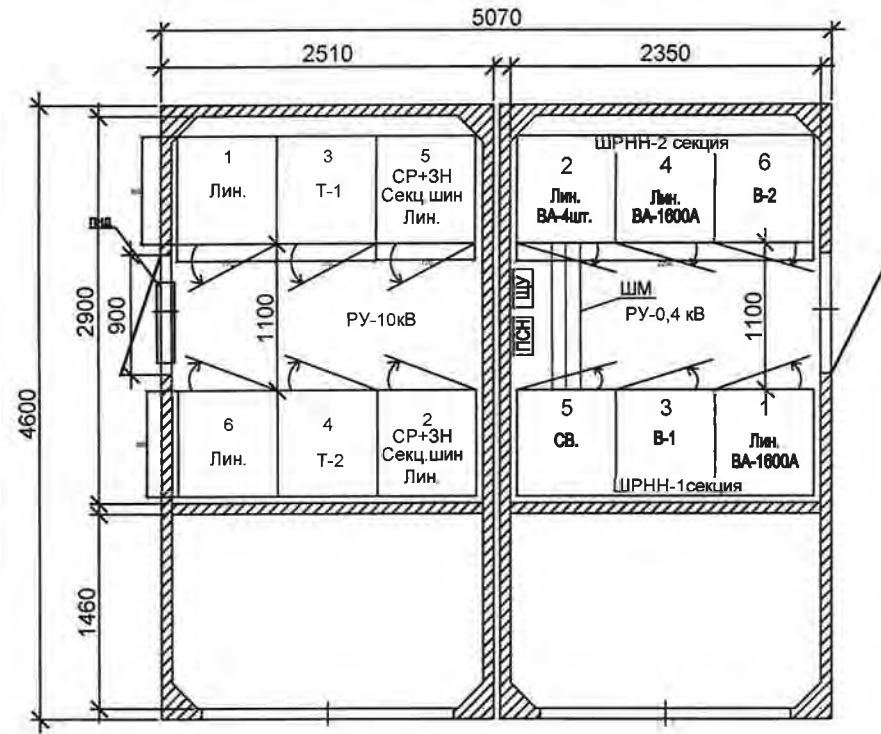 5070
2510
2350
ШРНН-2 секция
1
Лин.
3
Т-1
5
СР+ЗН
Секц.шин
Лин.
2
Лин.
ВА-4шт.
4
Лин.
ВА-1600А
6
В-2
4600
2900
900
1100
РУ-10кВ
ЩУ
ПСН
ШМ
РУ-0,4 кВ
1100
6
Лин.
4
Т-2
2
СР+ЗН
Секц.шин
Лин.
5
СВ.
3
В-1
1
Лин.
ВА-1600А
ШРНН-1секция
1460